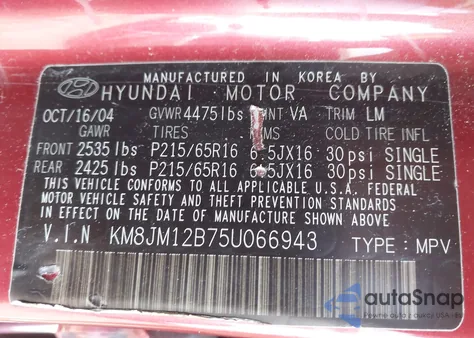 MANUFACTURED IN KOREA BY
HYUNDAI MOTOR COMPANY
OCT/16/04 GVWR 4475lbs PAINT VA TRIM LM
GAWR TIRES RIMS COLD TIRE INFL
FRONT 2535 lbs P215/65R16 6.5JX16 30psi SINGLE
REAR 2425 lbs P215/65R16 6.5JX16 30psi SINGLE
THIS VEHICLE CONFORMS TO ALL APPLICABLE U.S.A. FEDERAL
MOTOR VEHICLE SAFETY, BUMPER, AND THEFT PREVENTION STANDARDS
IN EFFECT ON THE DATE OF MANUFACTURE SHOWN ABOVE.
V.I.N KM8JM12B75U066943 TYPE: MPV
autoSnap